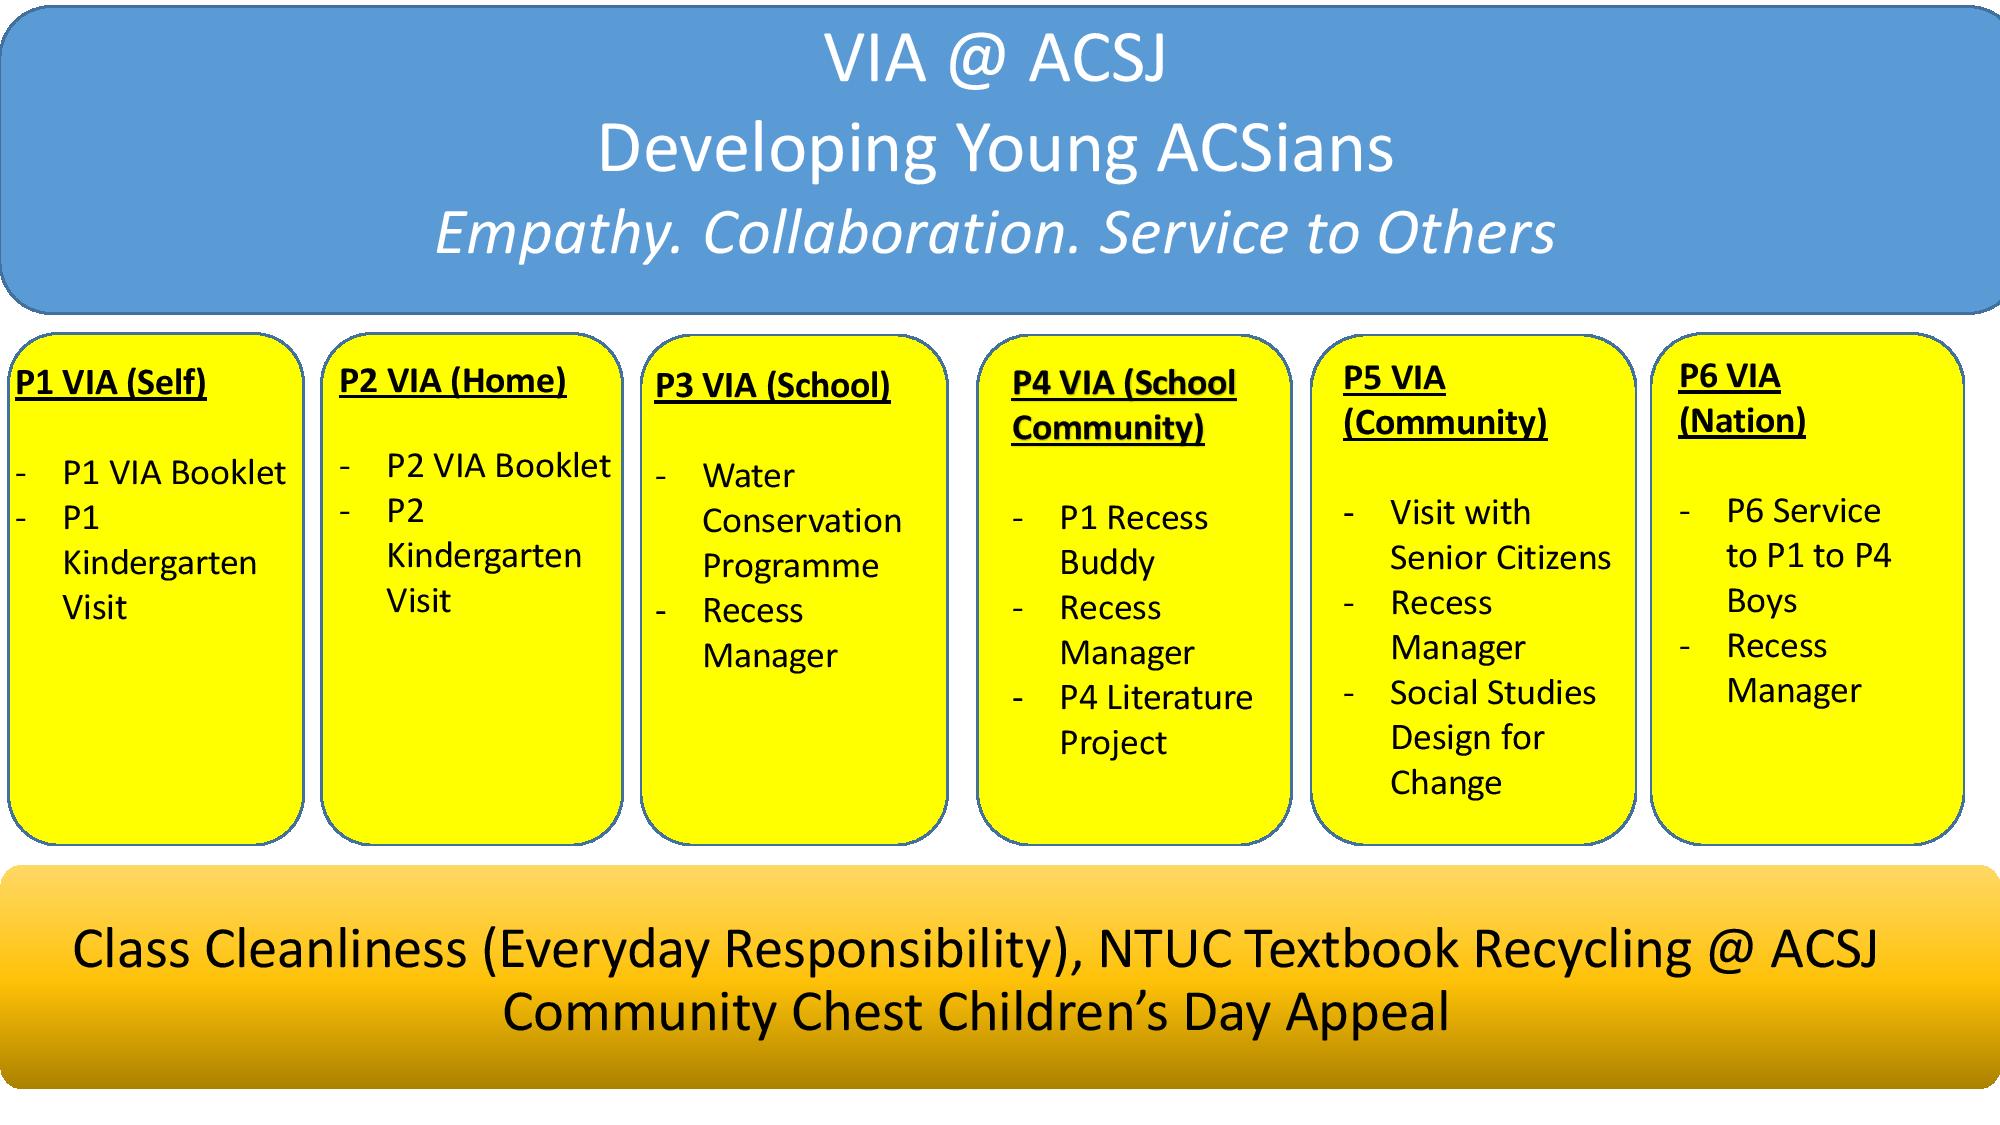 VIA @ ACSJ
Developing Young ACSians
Empathy. Collaboration. Service to Others
P1 VIA (Self)
- P1 VIA Booklet
- P1
Kindergarten
Visit
P2 VIA (Home)
- P2 VIA Booklet
- P2
Kindergarten
Visit
P3 VIA (School)
- Water
Conservation
Programme
- Recess
Manager
P4 VIA (School
Community)
- P1 Recess
Buddy
- Recess
Manager
- P4 Literature
Project
P5 VIA
(Community)
- Visit with
Senior Citizens
- Recess
Manager
- Social Studies
Design for
Change
P6 VIA
(Nation)
- P6 Service
to P1 to P4
Boys
- Recess
Manager
Class Cleanliness (Everyday Responsibility), NTUC Textbook Recycling @ ACSJ
Community Chest Children’s Day Appeal